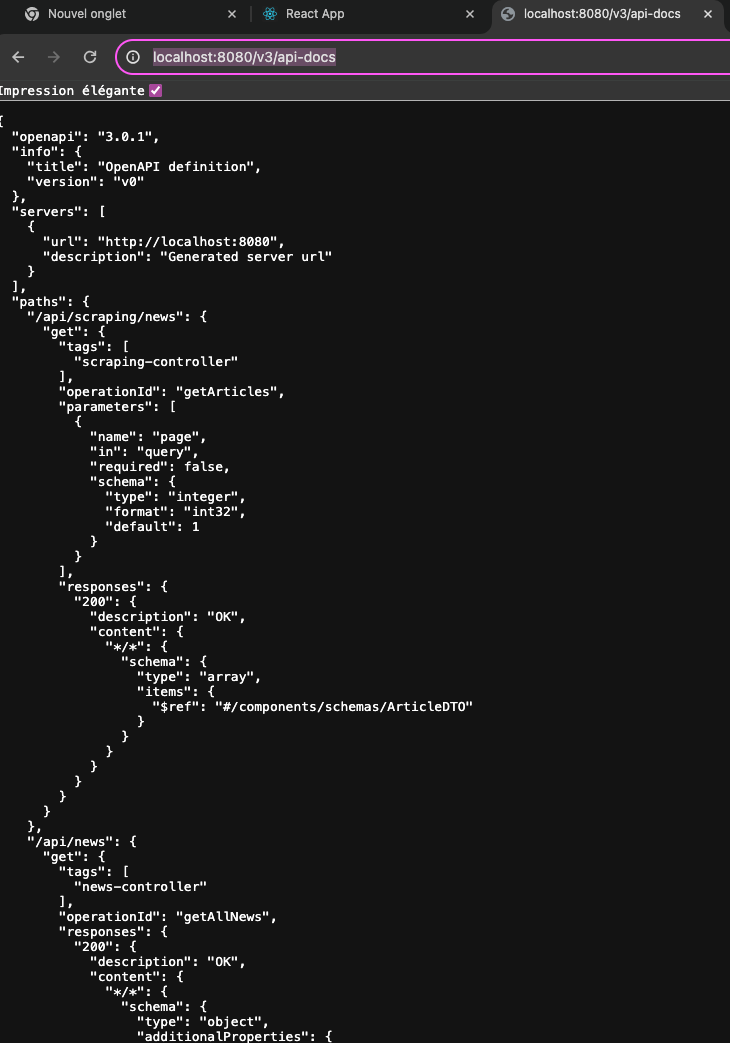 Nouvel onglet
React App
localhost:8080/v3/api-docs
localhost:8080/v3/api-docs
Impression élégante
{
  "openapi": "3.0.1",
  "info": {
    "title": "OpenAPI definition",
    "version": "v0"
  },
  "servers": [
    {
      "url": "http://localhost:8080",
      "description": "Generated server url"
    }
  ],
  "paths": {
    "/api/scraping/news": {
      "get": {
        "tags": [
          "scraping-controller"
        ],
        "operationId": "getArticles",
        "parameters": [
          {
            "name": "page",
            "in": "query",
            "required": false,
            "schema": {
              "type": "integer",
              "format": "int32",
              "default": 1
            }
          }
        ],
        "responses": {
          "200": {
            "description": "OK",
            "content": {
              "*/*": {
                "schema": {
                  "type": "array",
                  "items": {
                    "$ref": "#/components/schemas/ArticleDTO"
                  }
                }
              }
            }
          }
        }
      }
    },
    "/api/news": {
      "get": {
        "tags": [
          "news-controller"
        ],
        "operationId": "getAllNews",
        "responses": {
          "200": {
            "description": "OK",
            "content": {
              "*/*": {
                "schema": {
                  "type": "object",
                  "additionalProperties": {